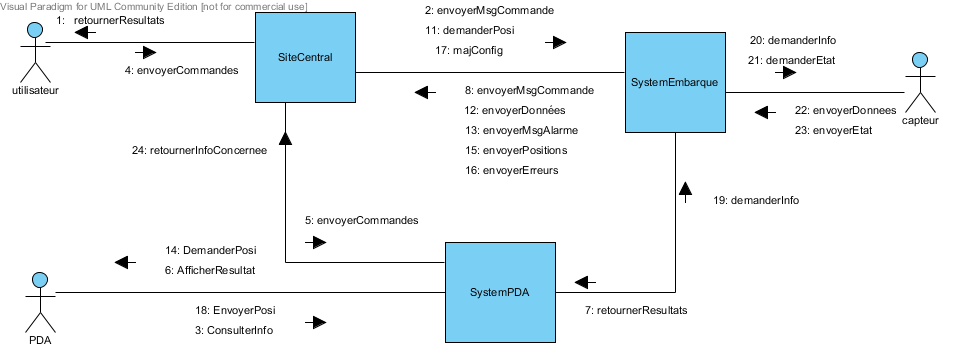 Visual Paradigm for UML Community Edition [not for commercial use]
1: retournerResultats
4: envoyerCommandes
utilisateur
SiteCentral
2: envoyerMsgCommande
11: demanderPosi
17: majConfig
8: envoyerMsgCommande
12: envoyerDonnées
13: envoyerMsgAlarme
15: envoyerPositions
16: envoyerErreurs
SystemEmbarque
20: demanderInfo
21: demanderEtat
22: envoyerDonnees
23: envoyerEtat
capteur
24: retournerInfoConcernee
19: demanderInfo
5: envoyerCommandes
14: DemanderPosi
6: AfficherResultat
SystemPDA
18: EnvoyerPosi
3: ConsulterInfo
7: retournerResultats
PDA